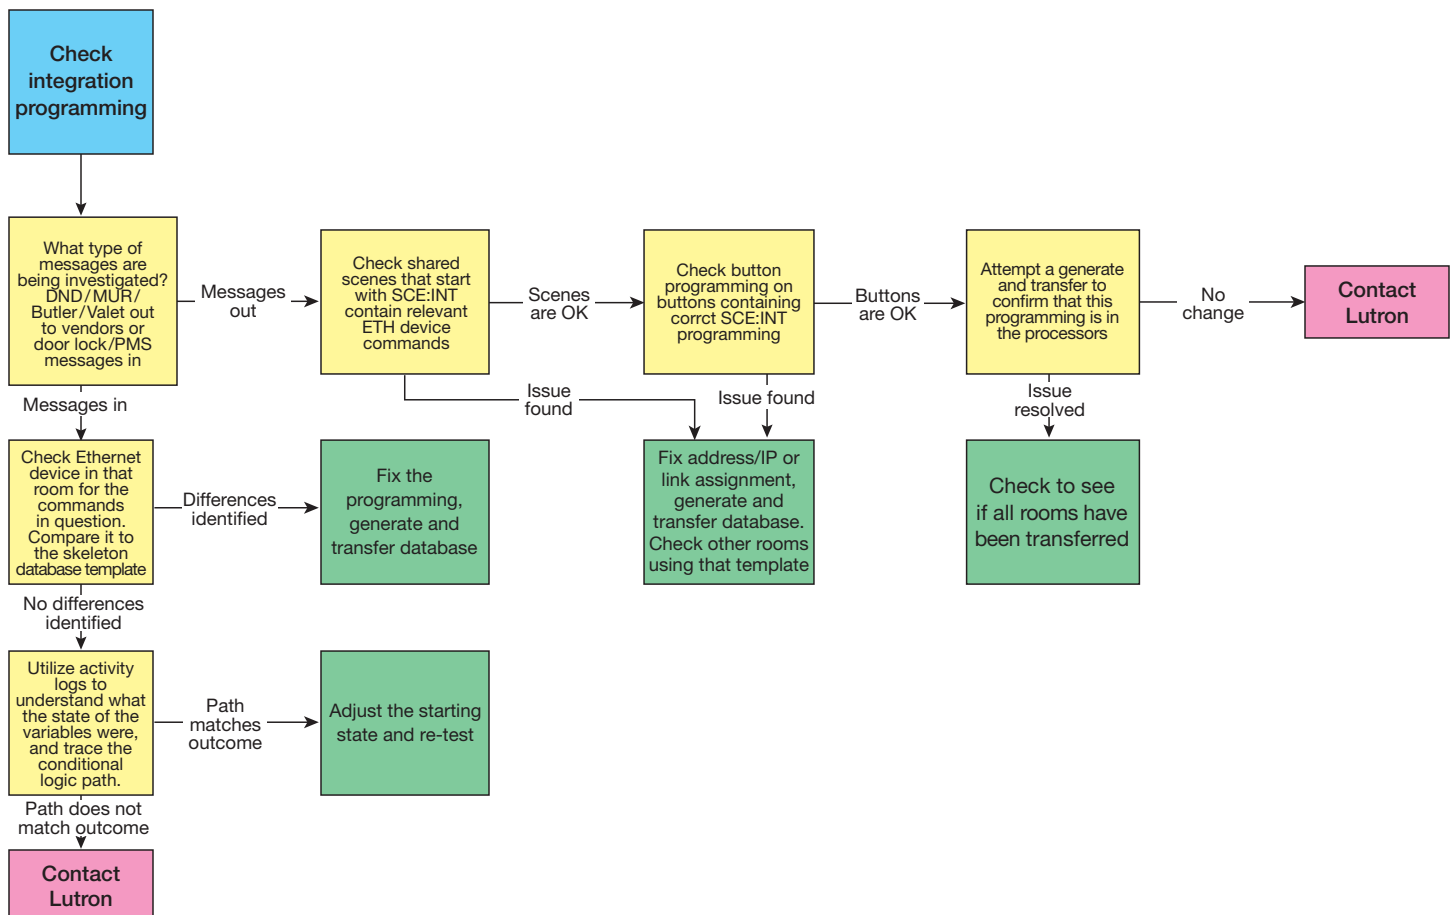 Check
integration
programming
What type of
messages are
being investigated?
DND/MUR/
Butler/Valet out
to vendors or
door lock/PMS
messages in
Messages
out
Check shared
scenes that start
with SCE:INT
contain relevant
ETH device
commands
Scenes
are OK
Check button
programming on
buttons containing
corrct SCE:INT
programming
Buttons
are OK
Attempt a generate
and transfer to
confirm that this
programming is in
the processors
No
change
Contact
Lutron
Messages in
Issue
found
Issue found
Issue
resolved
Check Ethernet
device in that
room for the
commands
in question.
Compare it to
the skeleton
database template
Differences
identified
Fix the
programming,
generate and
transfer database
Fix address/IP or
link assignment,
generate and
transfer database.
Check other rooms
using that template
Check to see
if all rooms have
been transferred
No differences
identified
Utilize activity
logs to
understand what
the state of the
variables were,
and trace the
conditional
logic path.
Path
matches
outcome
Adjust the starting
state and re-test
Path does not
match outcome
Contact
Lutron